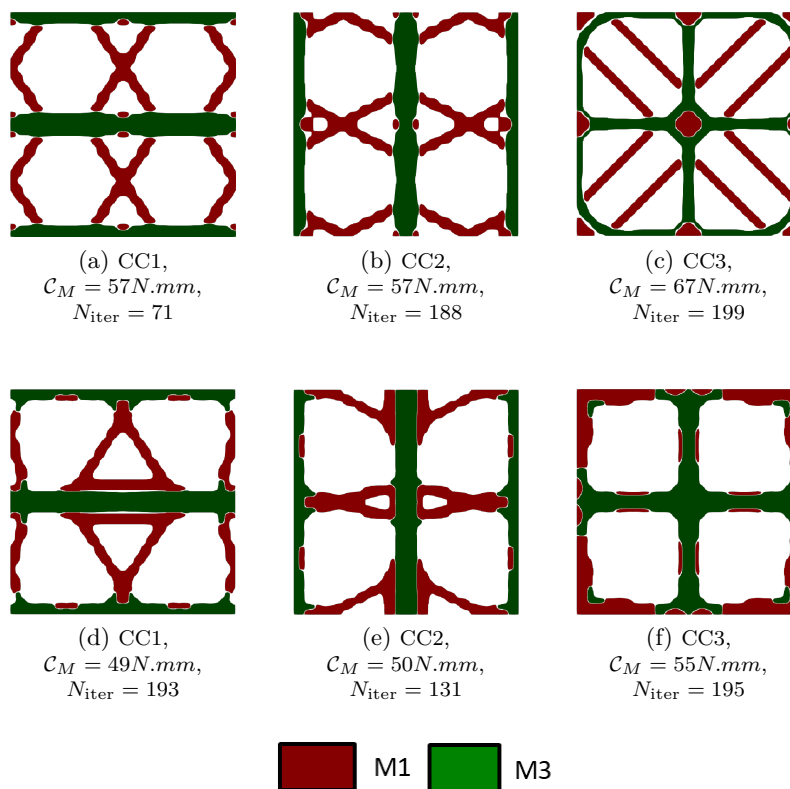 (a) CC1,
𝒞_M = 57N.mm,
N_iter = 71
(b) CC2,
𝒞_M = 57N.mm,
N_iter = 188
(c) CC3,
𝒞_M = 67N.mm,
N_iter = 199
(d) CC1,
𝒞_M = 49N.mm,
N_iter = 193
(e) CC2,
𝒞_M = 50N.mm,
N_iter = 131
(f) CC3,
𝒞_M = 55N.mm,
N_iter = 195
M1
M3